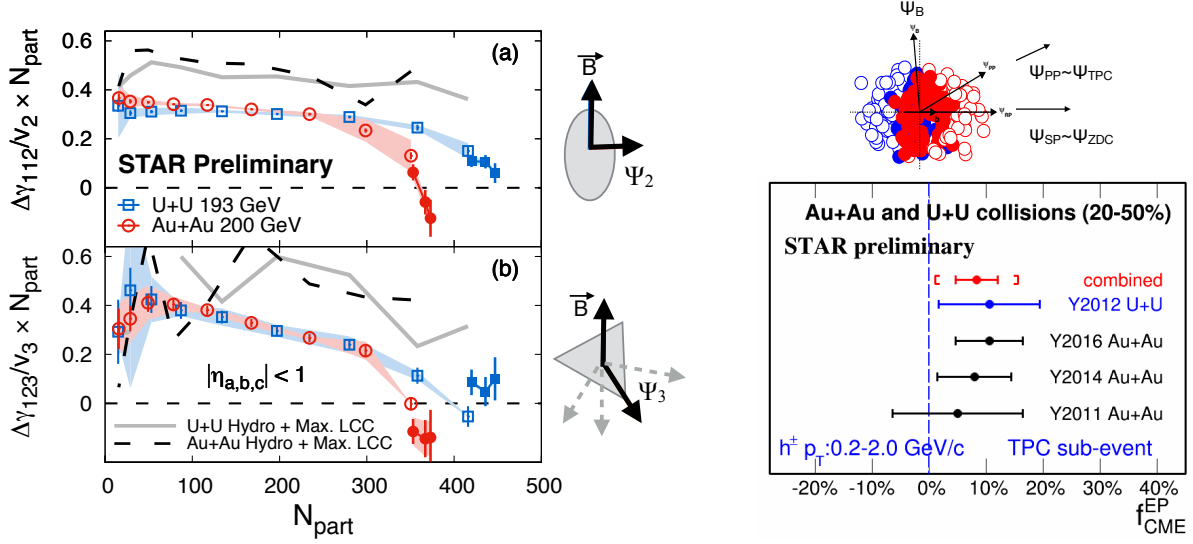 Δγ112/v2 × Npart
0.6
0.4
0.2
0
(a)
STAR Preliminary
U+U 193 GeV
Au+Au 200 GeV
B
Ψ2
Δγ123/v3 × Npart
0.6
0.4
0.2
0
(b)
|ηa,b,c| < 1
U+U Hydro + Max. LCC
Au+Au Hydro + Max. LCC
0 100 200 300 400 500
Npart
B
Ψ3
ΨB
ΨB
ΨPP
ΨRP
ΨPP~ΨTPC
ΨSP~ΨZDC
Au+Au and U+U collisions (20-50%)
STAR preliminary
combined
Y2012 U+U
Y2016 Au+Au
Y2014 Au+Au
Y2011 Au+Au
h± pT:0.2-2.0 GeV/c TPC sub-event
-20% -10% 0% 10% 20% 30% 40%
fEPCME